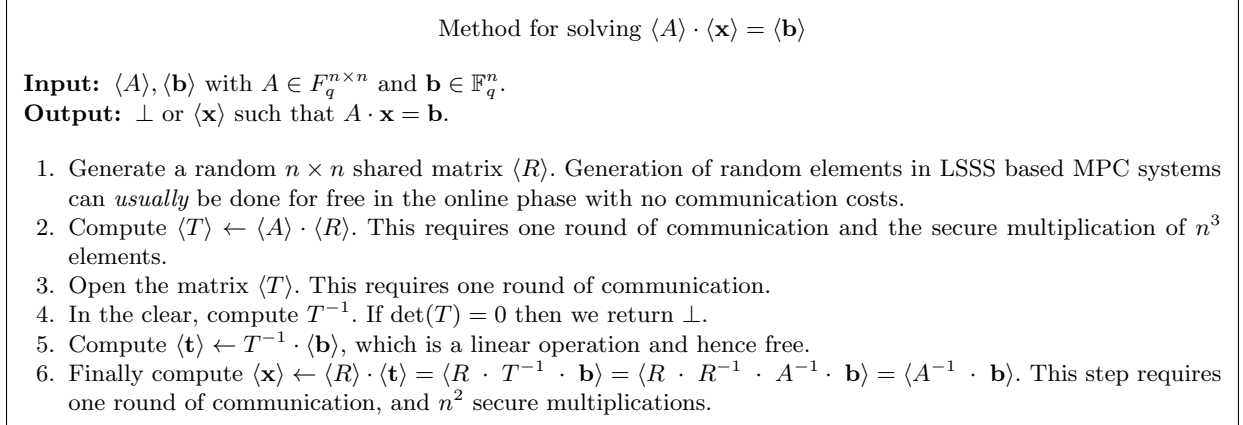 Method for solving ⟨A⟩ · ⟨x⟩ = ⟨b⟩
Input: ⟨A⟩, ⟨b⟩ with A ∈ F_q^{n×n} and b ∈ 𝔽_q^n.
Output: ⊥ or ⟨x⟩ such that A · x = b.
1. Generate a random n × n shared matrix ⟨R⟩. Generation of random elements in LSSS based MPC systems
can usually be done for free in the online phase with no communication costs.
2. Compute ⟨T⟩ ← ⟨A⟩ · ⟨R⟩. This requires one round of communication and the secure multiplication of n^3
elements.
3. Open the matrix ⟨T⟩. This requires one round of communication.
4. In the clear, compute T^{-1}. If det(T) = 0 then we return ⊥.
5. Compute ⟨t⟩ ← T^{-1} · ⟨b⟩, which is a linear operation and hence free.
6. Finally compute ⟨x⟩ ← ⟨R⟩ · ⟨t⟩ = ⟨R · T^{-1} · b⟩ = ⟨R · R^{-1} · A^{-1} · b⟩ = ⟨A^{-1} · b⟩. This step requires
one round of communication, and n^2 secure multiplications.